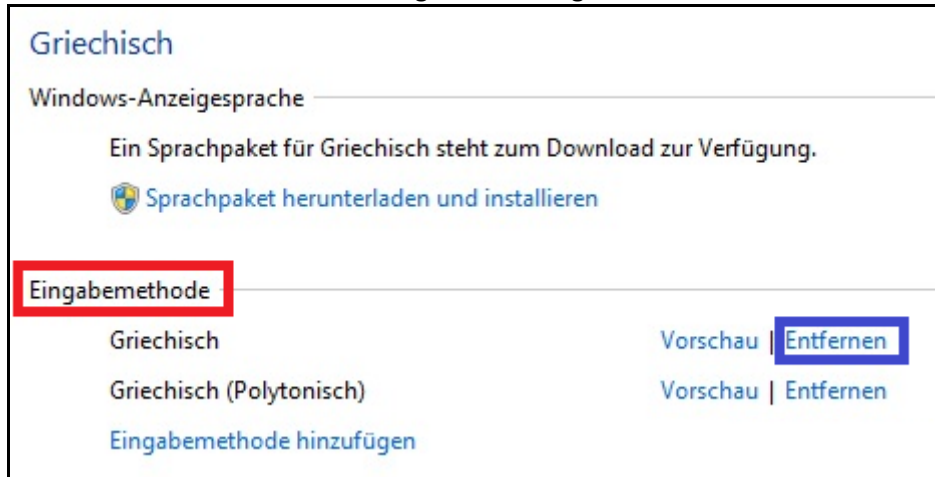 Griechisch
Windows-Anzeigesprache
Ein Sprachpaket für Griechisch steht zum Download zur Verfügung.
Sprachpaket herunterladen und installieren
Eingabemethode
Griechisch Vorschau | Entfernen
Griechisch (Polytonisch) Vorschau | Entfernen
Eingabemethode hinzufügen